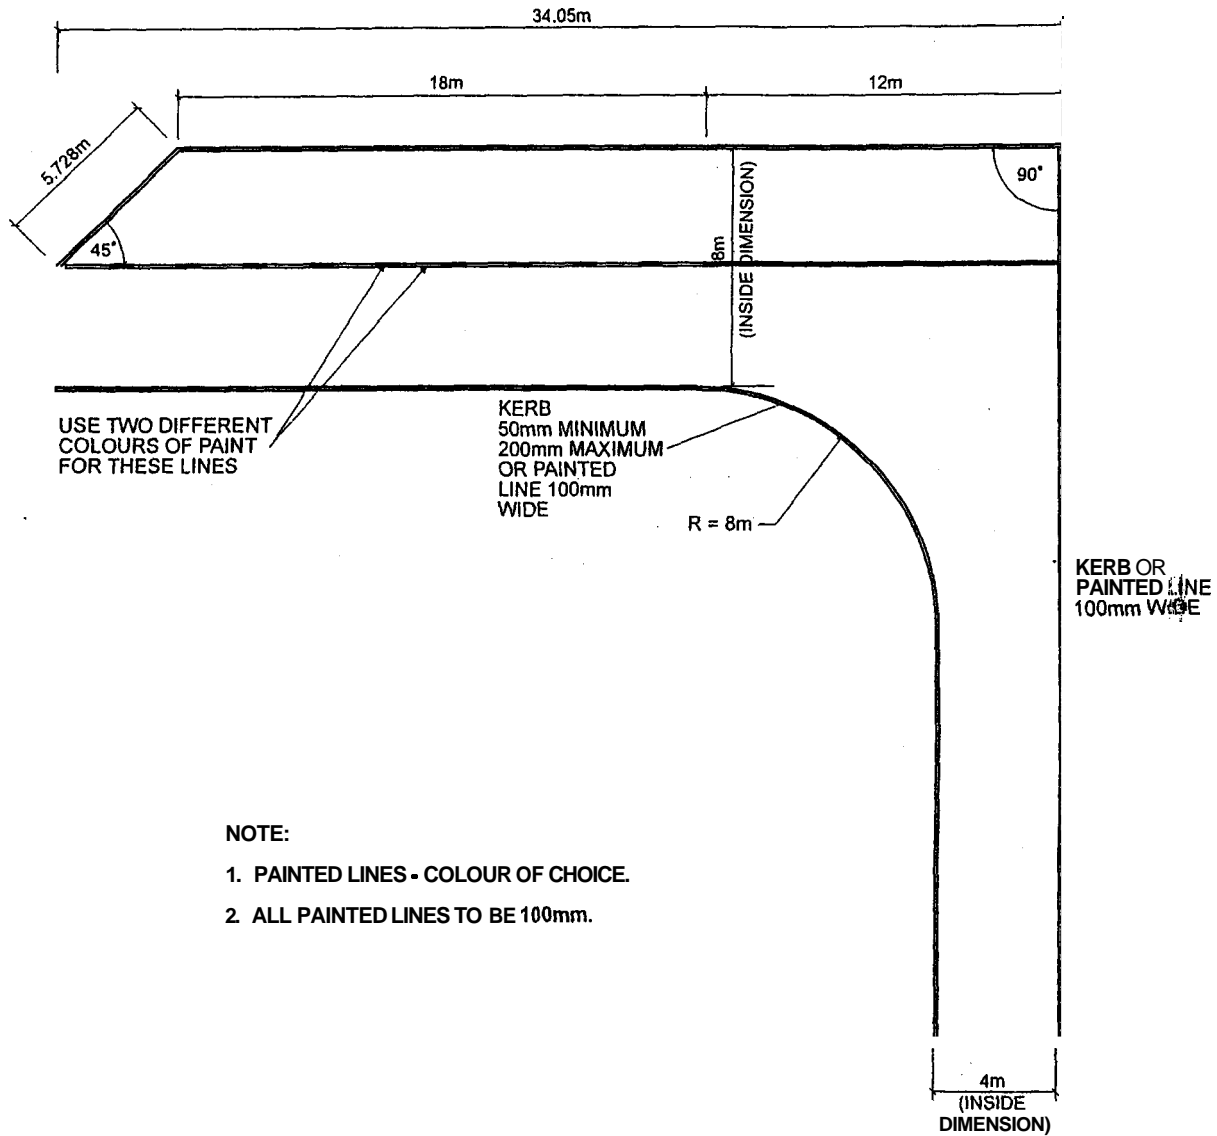 34.05m
18m
12m
5.728m
45°
90°
8m
(INSIDE DIMENSION)
USE TWO DIFFERENT
COLOURS OF PAINT
FOR THESE LINES
KERB
50mm MINIMUM
200mm MAXIMUM
OR PAINTED
LINE 100mm
WIDE
R = 8m
KERB OR
PAINTED LINE
100mm WIDE
NOTE:
1. PAINTED LINES - COLOUR OF CHOICE.
2. ALL PAINTED LINES TO BE 100mm.
4m
(INSIDE
DIMENSION)